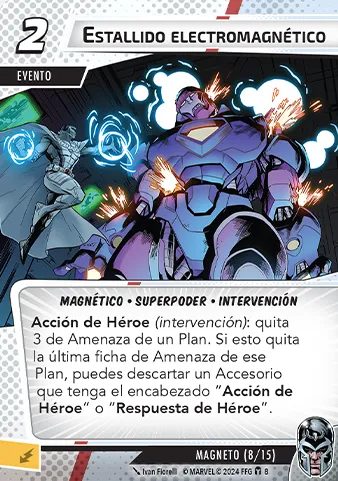 2
ESTALLIDO ELECTROMAGNÉTICO
EVENTO
MAGNÉTICO • SUPERPODER • INTERVENCIÓN
Acción de Héroe (intervención): quita
3 de Amenaza de un Plan. Si esto quita
la última ficha de Amenaza de ese
Plan, puedes descartar un Accesorio
que tenga el encabezado “Acción de
Héroe” o “Respuesta de Héroe”.
MAGNETO (8/15)
Ivan Fiorelli © MARVEL © 2024 FFG 8